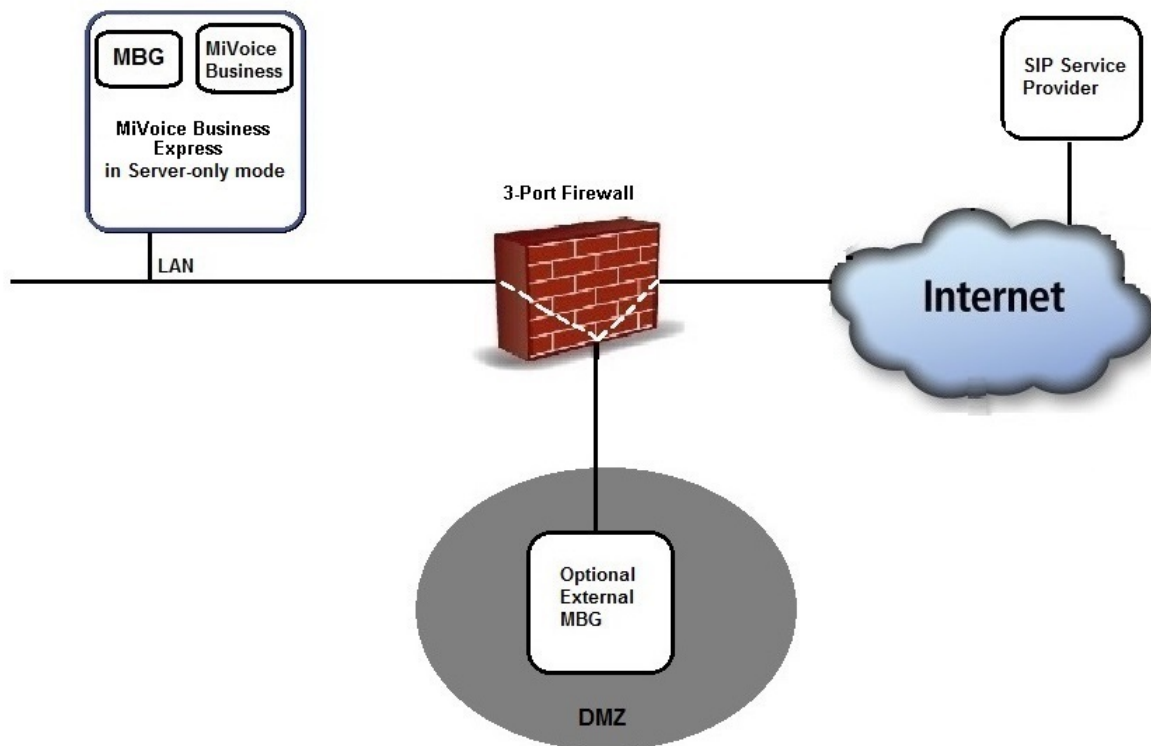 MBG
MiVoice
Business
MiVoice Business
Express
in Server-only mode
LAN
3-Port Firewall
SIP Service
Provider
Internet
Optional
External
MBG
DMZ